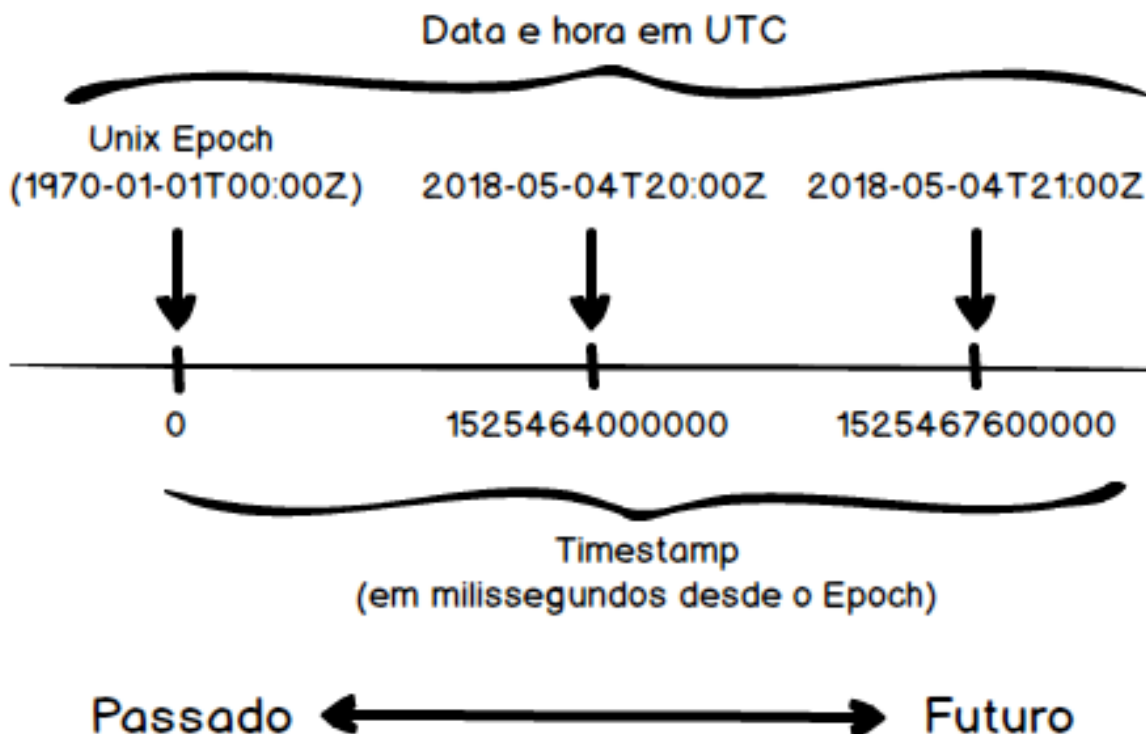 Data e hora em UTC
Unix Epoch
(1970-01-01T00:00Z) 2018-05-04T20:00Z 2018-05-04T21:00Z
0 1525464000000 1525467600000
Timestamp
(em milissegundos desde o Epoch)
Passado Futuro